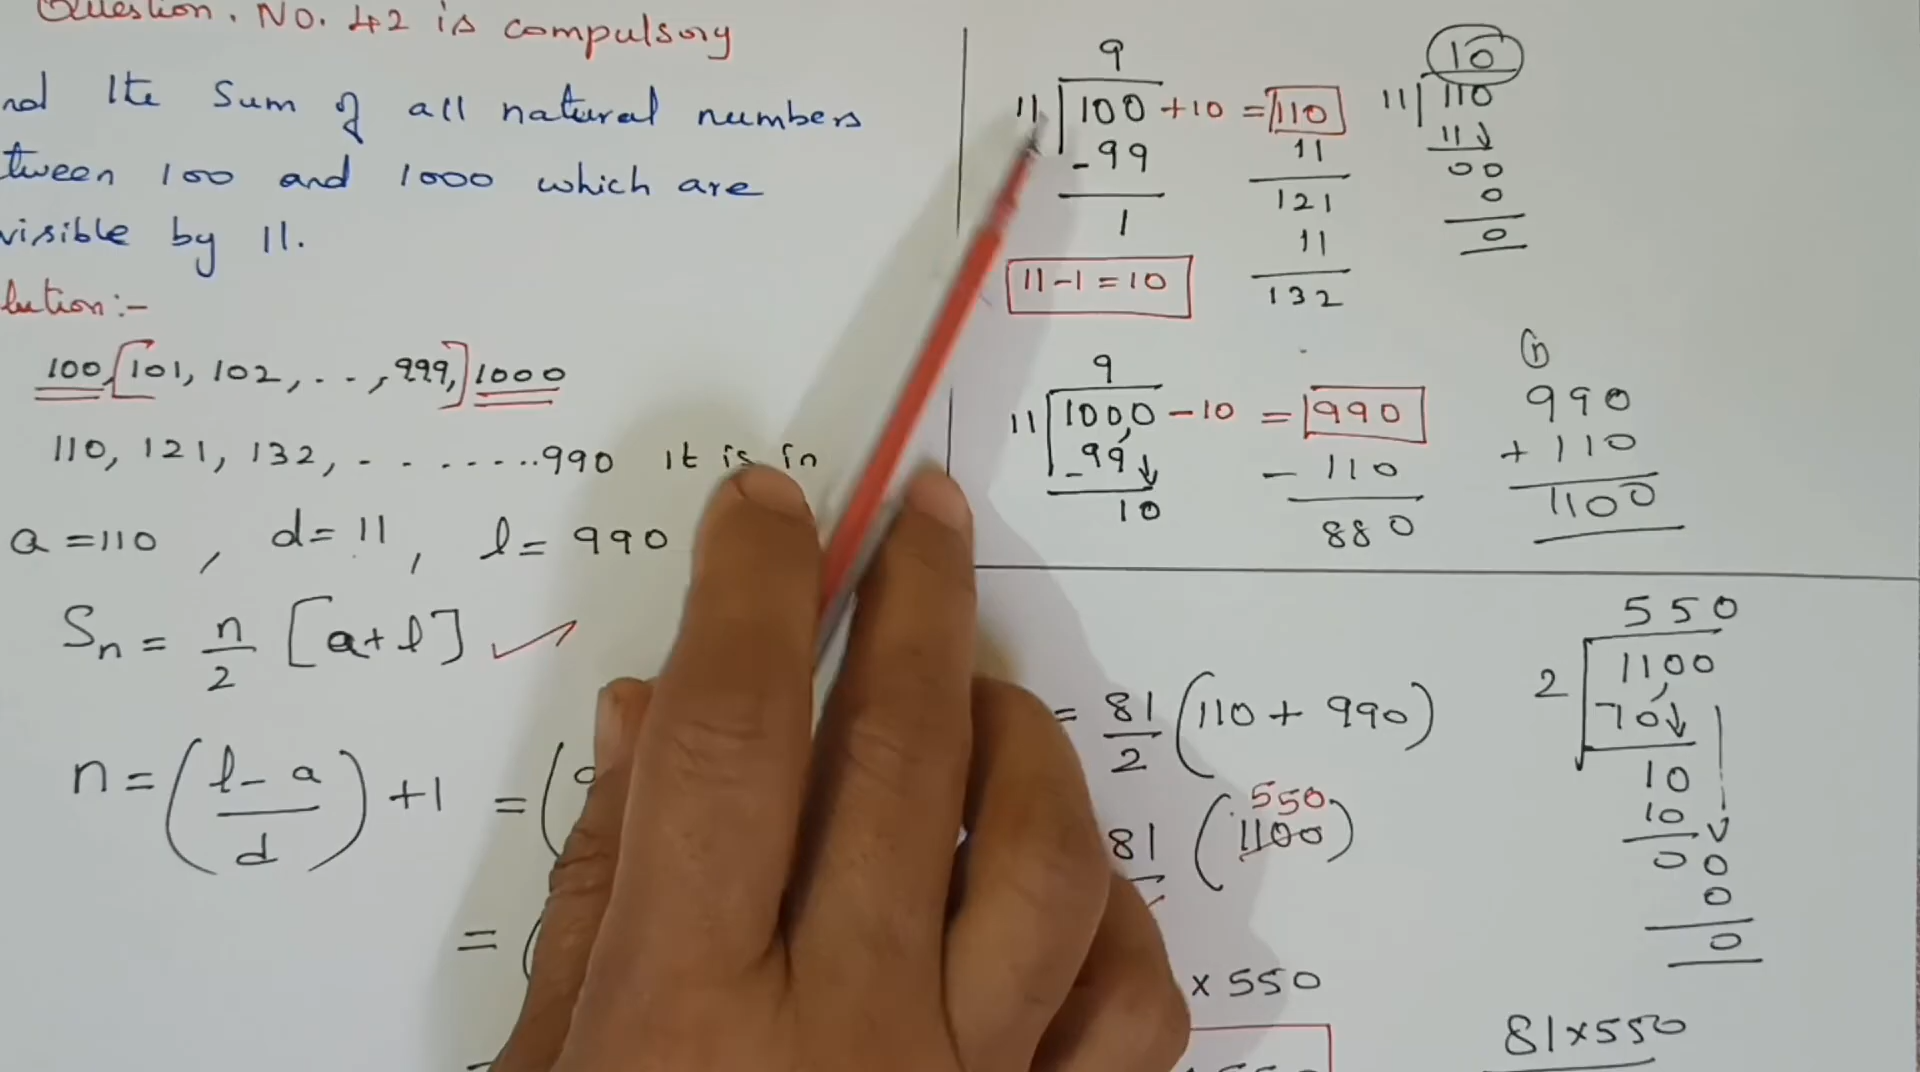 Question. No. 42 is compulsory
nd the Sum of all natural numbers
tween 100 and 1000 which are
visible by 11.
lution:-
100, [101, 102, . . , 999,] 1000
110, 121, 132, . . . . . . . . 990 it is in
a = 110 , d = 11 , l = 990
Sn = n/2 [a + l] ✓
n = (l - a / d) + 1 = (
= (
=
9
11 | 100 + 10 = 110
- 99
1
11 - 1 = 10
11
121
11
132
10
11 | 110
11 ↓
00
0
0
9
11 | 1000 - 10 = 990
- 99 ↓
10
- 110
880
n
990
+ 110
1100
= 81/2 (110 + 990)
550
81 (1100)
x 550
550
2 | 1100
10 ↓
10
10 ↓
00
0
0
81x550